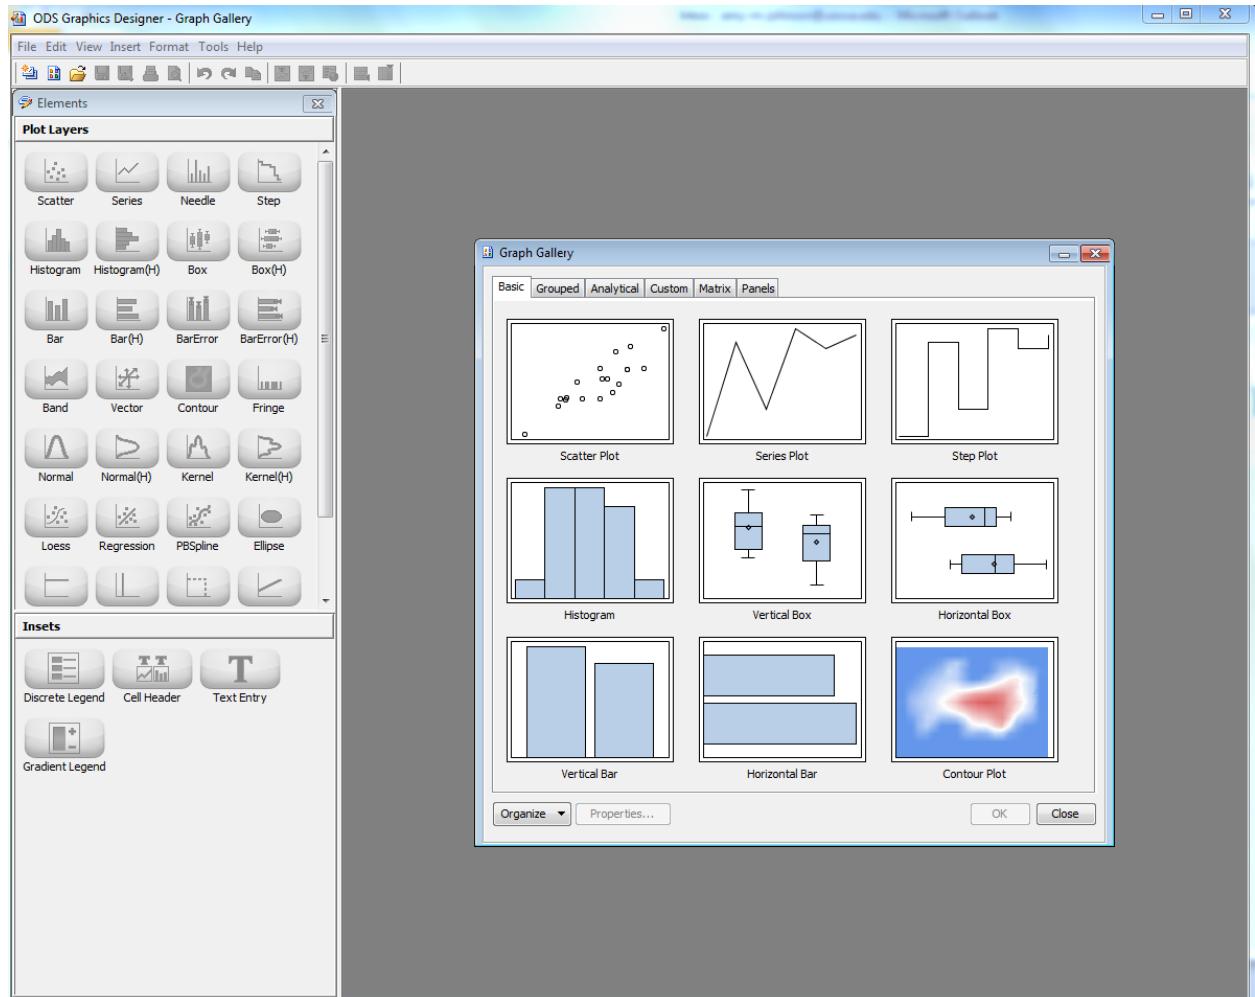 ODS Graphics Designer - Graph Gallery
File Edit View Insert Format Tools Help
Elements
Plot Layers
Scatter Series Needle Step
Histogram Histogram(H) Box Box(H)
Bar Bar(H) BarError BarError(H)
Band Vector Contour Fringe
Normal Normal(H) Kernel Kernel(H)
Loess Regression PBSpline Ellipse
Insets
Discrete Legend Cell Header Text Entry
Gradient Legend
Graph Gallery
Basic Grouped Analytical Custom Matrix Panels
Scatter Plot Series Plot Step Plot
Histogram Vertical Box Horizontal Box
Vertical Bar Horizontal Bar Contour Plot
Organize Properties... OK Close